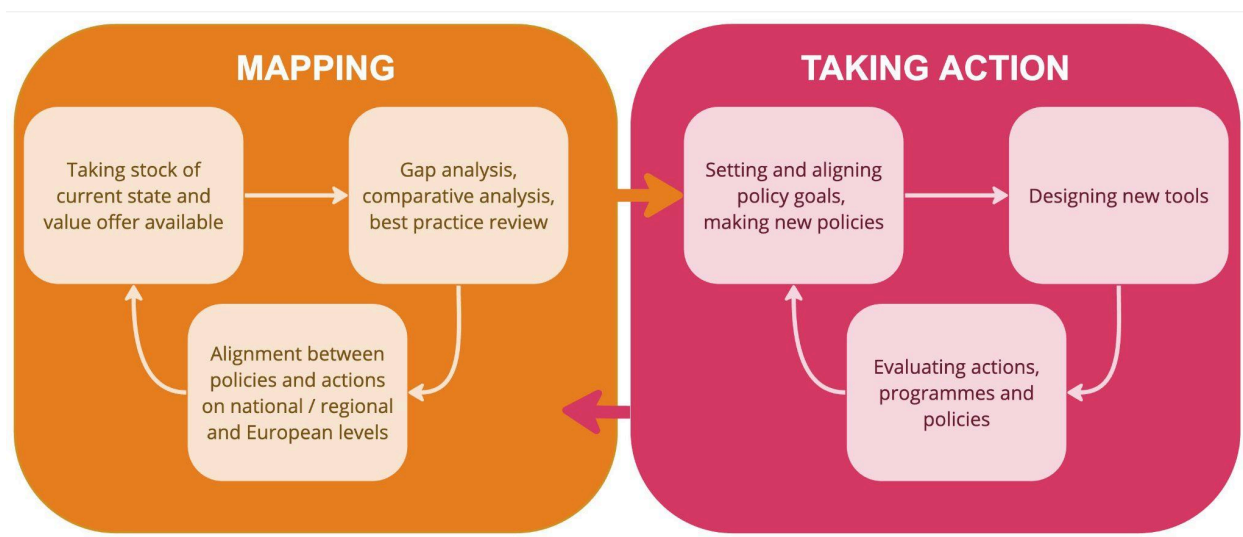 MAPPING
Taking stock of
current state and
value offer available
Gap analysis,
comparative analysis,
best practice review
Alignment between
policies and actions
on national / regional
and European levels
TAKING ACTION
Setting and aligning
policy goals,
making new policies
Designing new tools
Evaluating actions,
programmes and
policies